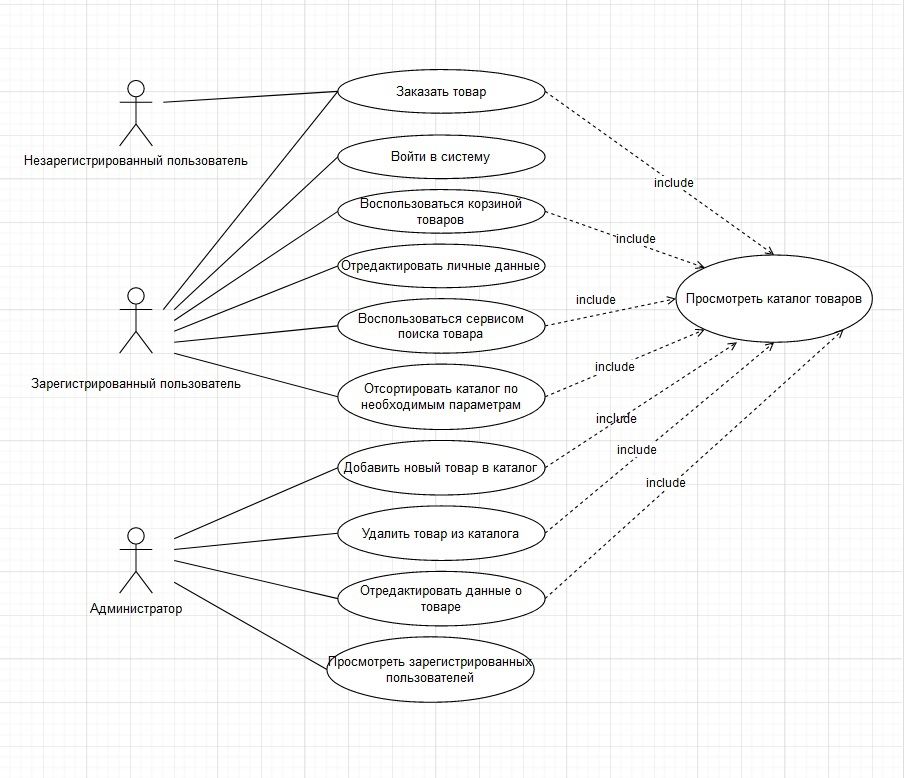 Заказать товар
Незарегистрированный пользователь
Войти в систему
include
Воспользоваться корзиной
товаров
include
Отредактировать личные данные
Просмотреть каталог товаров
include
Воспользоваться сервисом
поиска товара
Зарегистрированный пользователь
include
Отсортировать каталог по
необходимым параметрам
include
include
Добавить новый товар в каталог
include
Удалить товар из каталога
Отредактировать данные о
товаре
Администратор
Просмотреть зарегистрированных
пользователей